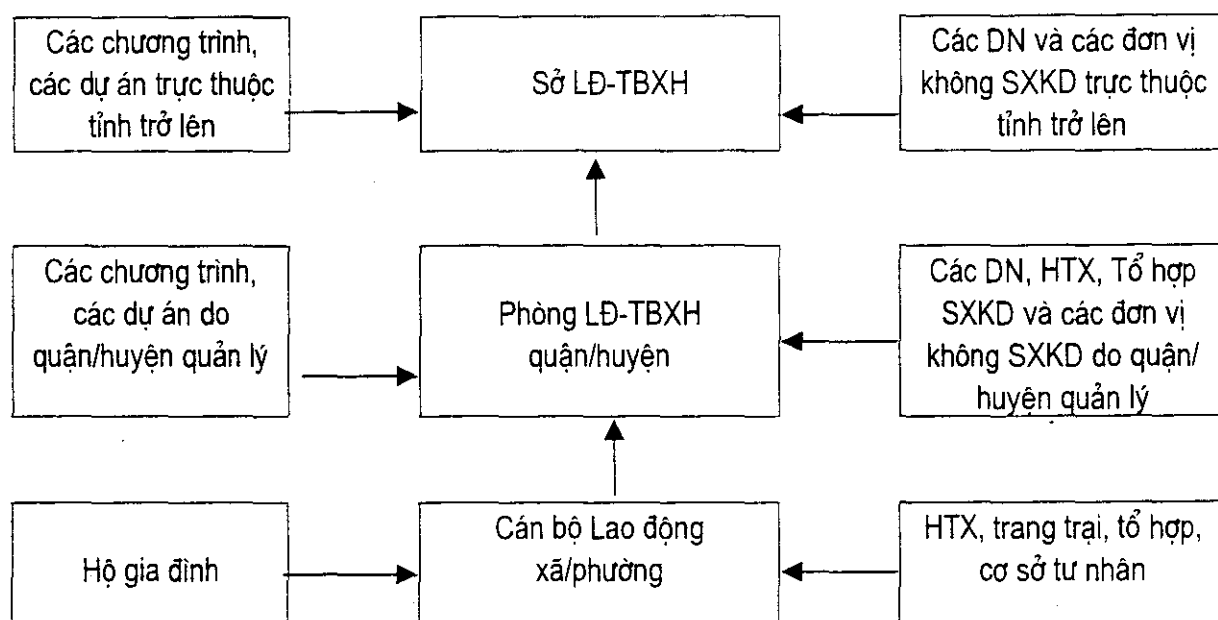 Các chương trình,
các dự án trực thuộc
tỉnh trở lên
Sở LĐ-TBXH
Các DN và các đơn vị
không SXKD trực thuộc
tỉnh trở lên
Các chương trình,
các dự án do
quận/huyện quản lý
Phòng LĐ-TBXH
quận/huyện
Các DN, HTX, Tổ hợp
SXKD và các đơn vị
không SXKD do quận/
huyện quản lý
Hộ gia đình
Cán bộ Lao động
xã/phường
HTX, trang trại, tổ hợp,
cơ sở tư nhân